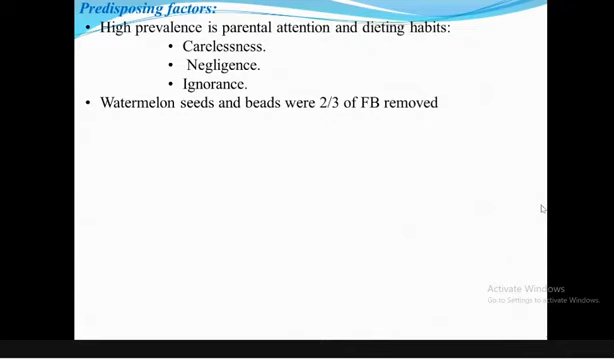 Predisposing factors:
• High prevalence is parental attention and dieting habits:
• Carelessness.
• Negligence.
• Ignorance.
• Watermelon seeds and beads were 2/3 of FB removed
Activate Windows
Go to Settings to activate Windows.